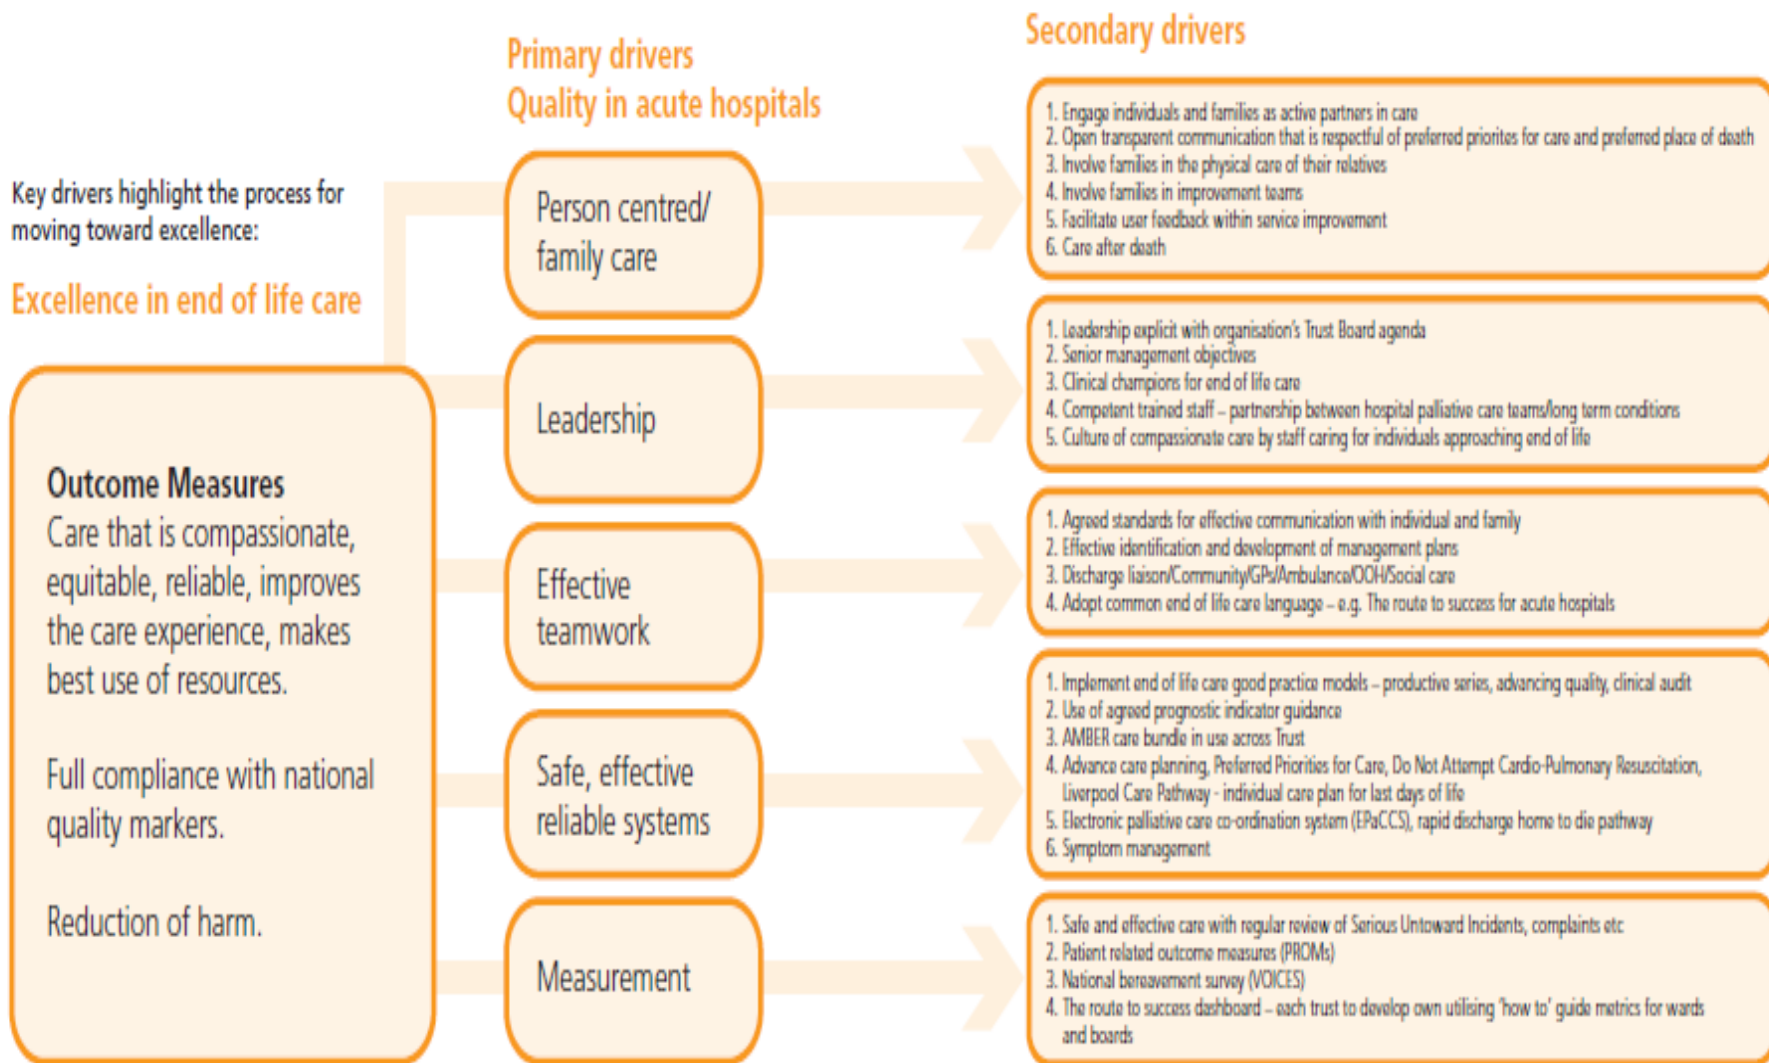 Key drivers highlight the process for
moving toward excellence:
Excellence in end of life care
Outcome Measures
Care that is compassionate,
equitable, reliable, improves
the care experience, makes
best use of resources.
Full compliance with national
quality markers.
Reduction of harm.
Primary drivers
Quality in acute hospitals
Person centred/
family care
Leadership
Effective
teamwork
Safe, effective
reliable systems
Measurement
Secondary drivers
1. Engage individuals and families as active partners in care
2. Open transparent communication that is respectful of preferred priorites for care and preferred place of death
3. Involve families in the physical care of their relatives
4. Involve families in improvement teams
5. Facilitate user feedback within service improvement
6. Care after death
1. Leadership explicit with organisation's Trust Board agenda
2. Senior management objectives
3. Clinical champions for end of life care
4. Competent trained staff – partnership between hospital palliative care teams/long term conditions
5. Culture of compassionate care by staff caring for individuals approaching end of life
1. Agreed standards for effective communication with individual and family
2. Effective identification and development of management plans
3. Discharge liaison/Community/GPs/Ambulance/OOH/Social care
4. Adopt common end of life care language – e.g. The route to success for acute hospitals
1. Implement end of life care good practice models – productive series, advancing quality, clinical audit
2. Use of agreed prognostic indicator guidance
3. AMBER care bundle in use across Trust
4. Advance care planning, Preferred Priorities for Care, Do Not Attempt Cardio-Pulmonary Resuscitation,
Liverpool Care Pathway - individual care plan for last days of life
5. Electronic palliative care co-ordination system (EPaCCS), rapid discharge home to die pathway
6. Symptom management
1. Safe and effective care with regular review of Serious Untoward Incidents, complaints etc
2. Patient related outcome measures (PROMs)
3. National bereavement survey (VOICES)
4. The route to success dashboard – each trust to develop own utilising 'how to' guide metrics for wards
and boards